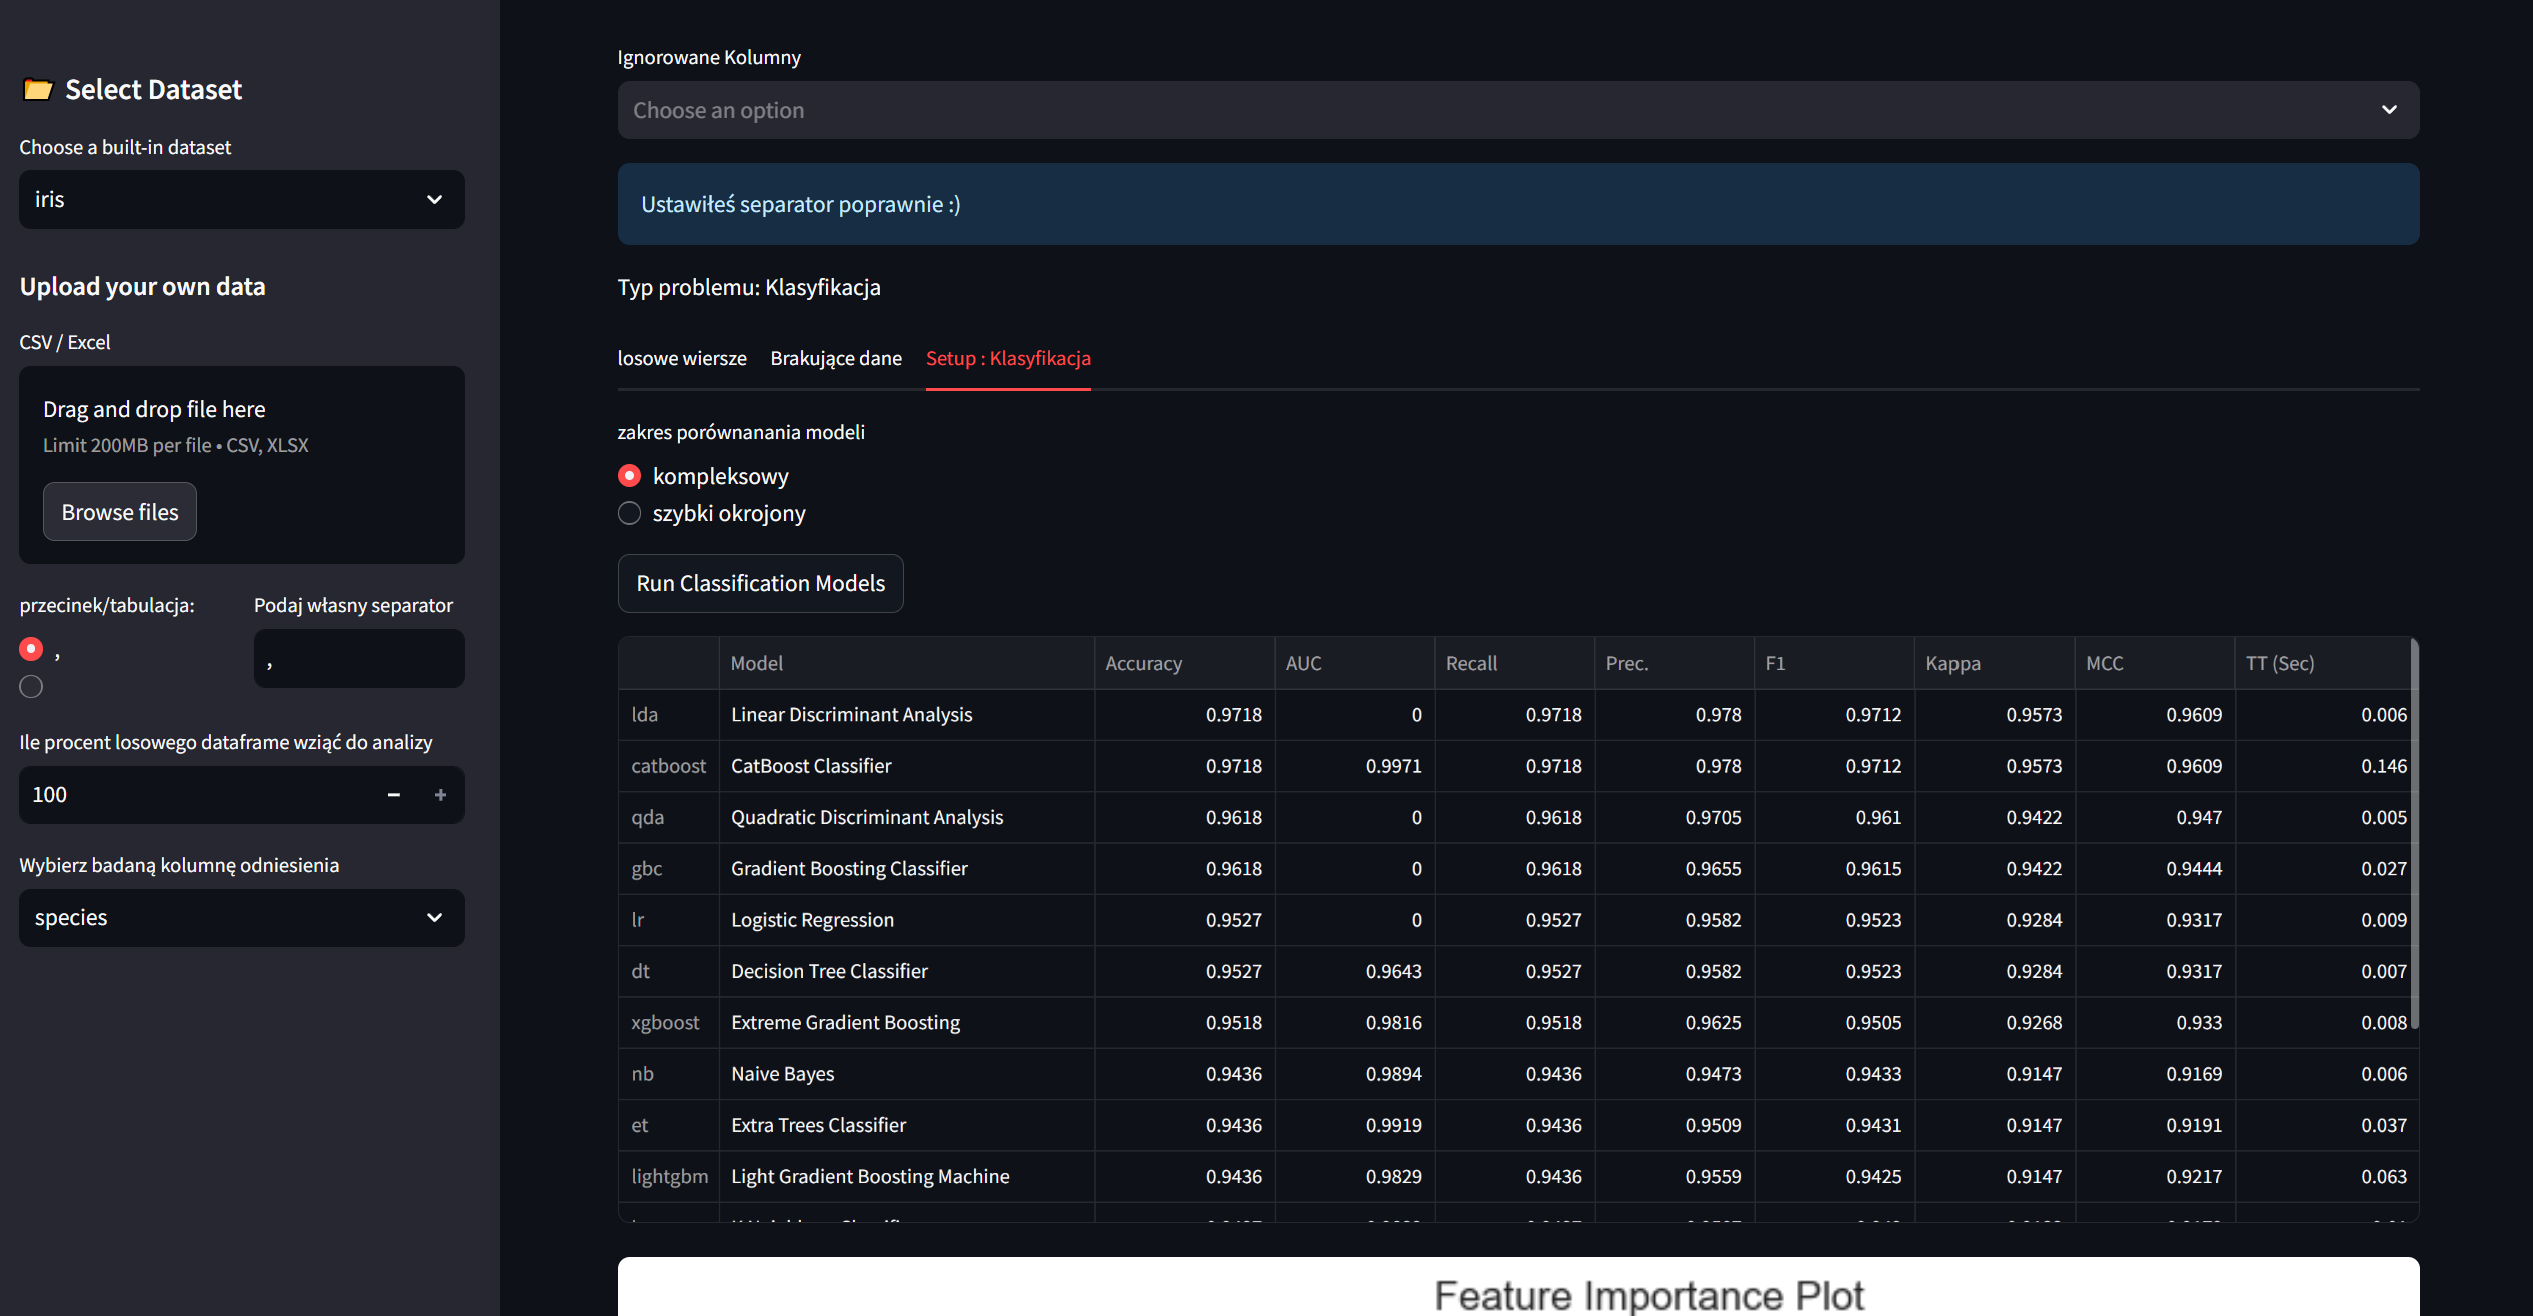 Select Dataset
Choose a built-in dataset
iris
Upload your own data
CSV / Excel
Drag and drop file here
Limit 200MB per file • CSV, XLSX
Browse files
przecinek/tabulacja:
,
Podaj własny separator
,
Ile procent losowego dataframe wziąć do analizy
100
Wybierz badaną kolumnę odniesienia
species
Ignorowane Kolumny
Choose an option
Ustawiłeś separator poprawnie :)
Typ problemu: Klasyfikacja
losowe wiersze Brakujące dane Setup : Klasyfikacja
zakres porównanania modeli
kompleksowy
szybki okrojony
Run Classification Models
Model Accuracy AUC Recall Prec. F1 Kappa MCC TT (Sec)
lda Linear Discriminant Analysis 0.9718 0 0.9718 0.978 0.9712 0.9573 0.9609 0.006
catboost CatBoost Classifier 0.9718 0.9971 0.9718 0.978 0.9712 0.9573 0.9609 0.146
qda Quadratic Discriminant Analysis 0.9618 0 0.9618 0.9705 0.961 0.9422 0.947 0.005
gbc Gradient Boosting Classifier 0.9618 0 0.9618 0.9655 0.9615 0.9422 0.9444 0.027
lr Logistic Regression 0.9527 0 0.9527 0.9582 0.9523 0.9284 0.9317 0.009
dt Decision Tree Classifier 0.9527 0.9643 0.9527 0.9582 0.9523 0.9284 0.9317 0.007
xgboost Extreme Gradient Boosting 0.9518 0.9816 0.9518 0.9625 0.9505 0.9268 0.933 0.008
nb Naive Bayes 0.9436 0.9894 0.9436 0.9473 0.9433 0.9147 0.9169 0.006
et Extra Trees Classifier 0.9436 0.9919 0.9436 0.9509 0.9431 0.9147 0.9191 0.037
lightgbm Light Gradient Boosting Machine 0.9436 0.9829 0.9436 0.9559 0.9425 0.9147 0.9217 0.063
Feature Importance Plot